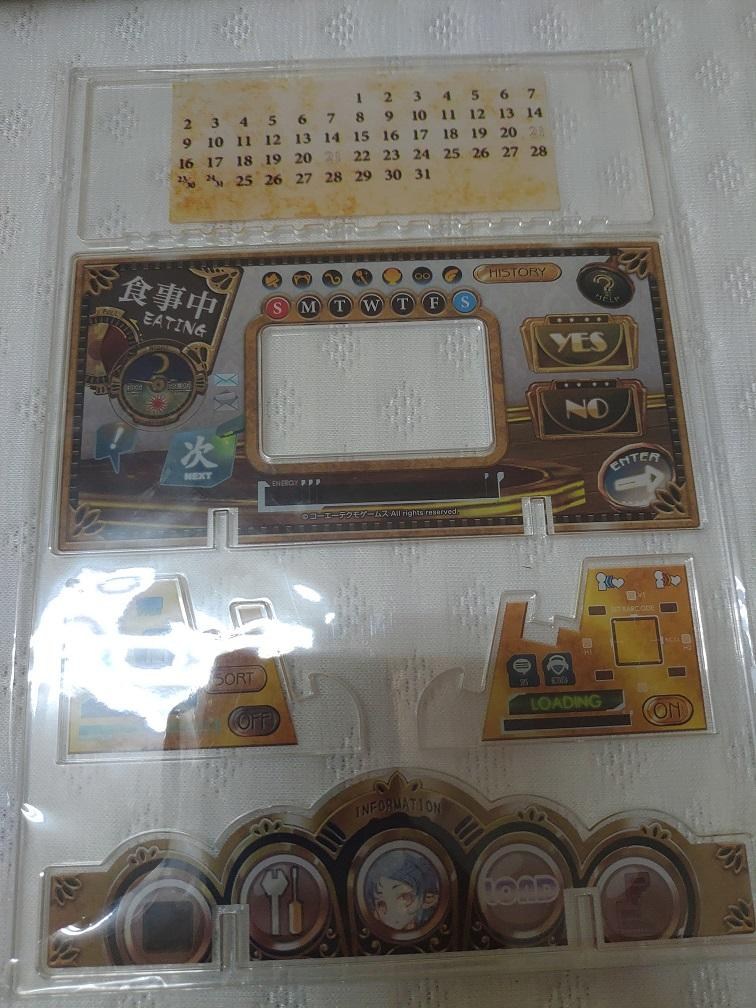 1 2 3 4 5 6 7
2 3 4 5 6 7 8 9 10 11 12 13 14
9 10 11 12 13 14 15 16 17 18 19 20 21
16 17 18 19 20 21 22 23 24 25 26 27 28
23/30 24/31 25 26 27 28 29 30 31
HISTORY
HELP
食事中
EATING
FULL
S M T W T F S
YES
NO
!
次
NEXT
ENTER
ENERGY
©コーエーテクモゲームス All rights reserved.
SORT
OFF
SET BARCODE
LOADING
ON
INFORMATION
LOAD